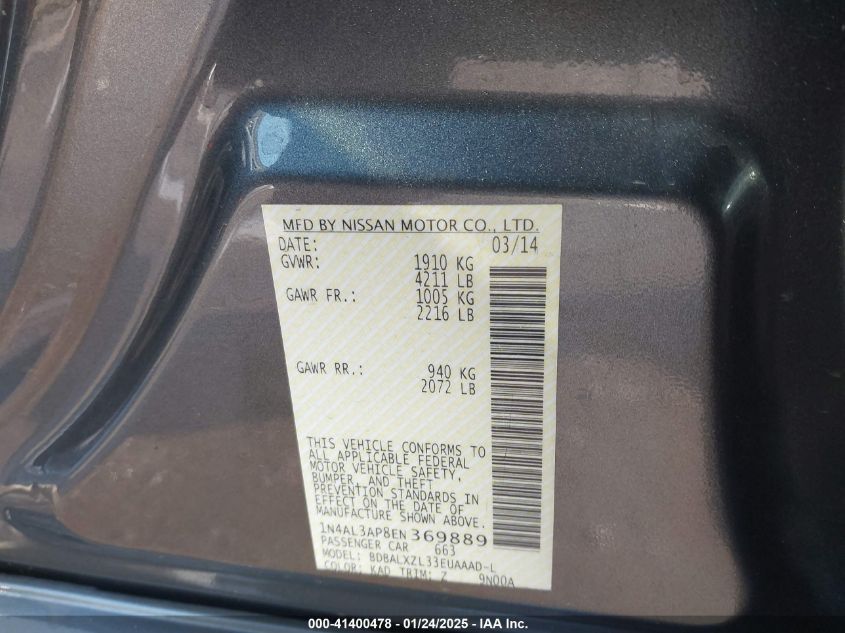 MFD BY NISSAN MOTOR CO., LTD.
DATE: 03/14
GVWR: 1910 KG
4211 LB
GAWR FR.: 1005 KG
2216 LB
GAWR RR.: 940 KG
2072 LB
THIS VEHICLE CONFORMS TO
ALL APPLICABLE FEDERAL
MOTOR VEHICLE SAFETY,
BUMPER, AND THEFT
PREVENTION STANDARDS IN
EFFECT ON THE DATE OF
MANUFACTURE SHOWN ABOVE.
1N4AL3AP8EN369889
PASSENGER CAR 663
MODEL: BDBALXZL33EUAAAD-L
COLOR: KAD TRIM: Z 9N00A
000-41400478 - 01/24/2025 - IAA Inc.